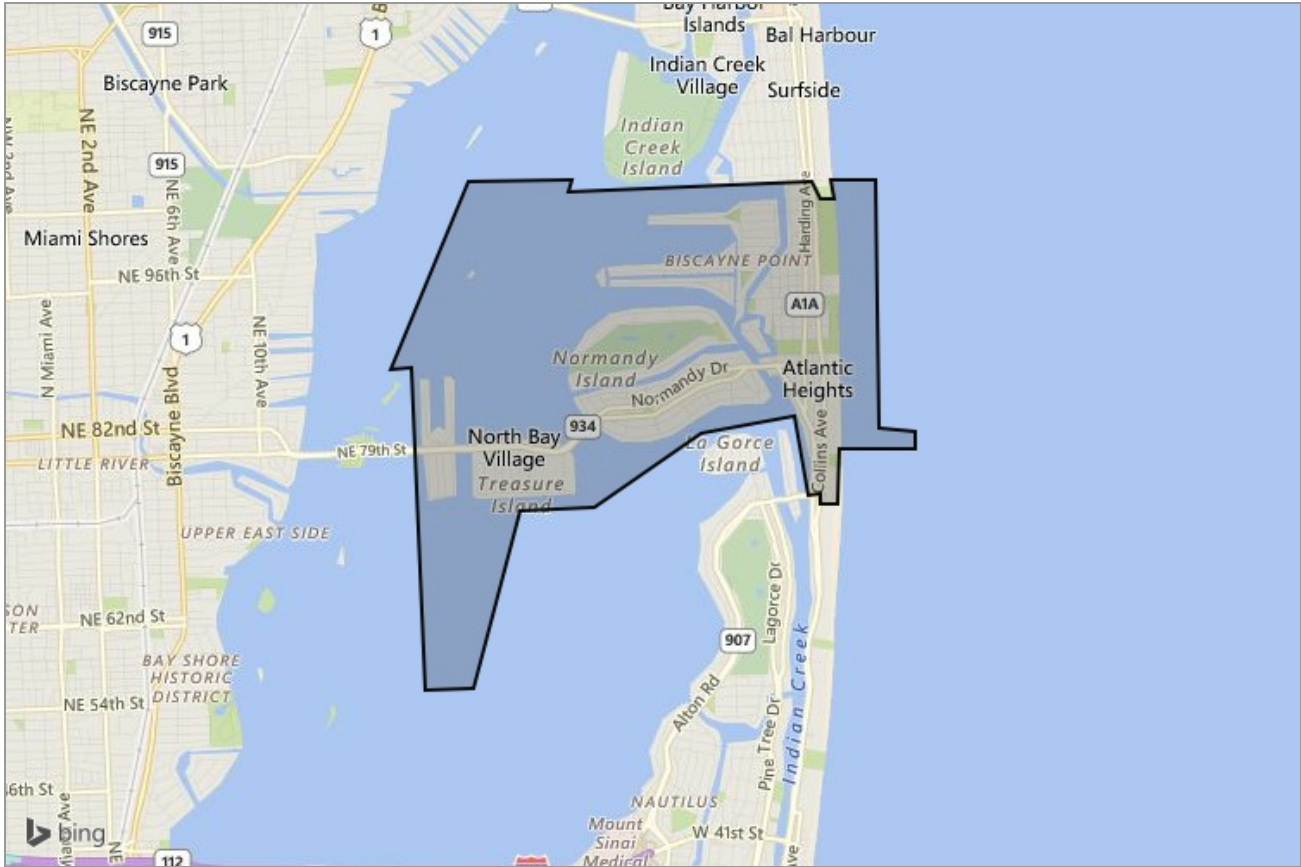 Bay Harbor
Islands
Bal Harbour
915
1
Biscayne Park
Indian Creek
Village
Surfside
Indian
Creek
Island
NE 2nd Ave
915
NE 6th Ave
Harding Ave
Miami Shores
NE 96th St
BISCAYNE POINT
A1A
N Miami Ave
1
NE 10th Ave
Normandy
Island
Normandy Dr
Atlantic
Heights
Biscayne Blvd
NE 82nd St
934
North Bay
Village
NE 79th St
La Gorce
Island
Collins Ave
LITTLE RIVER
Treasure
Island
UPPER EAST SIDE
Lagorce Dr
NE 62nd St
907
Indian Creek
BAY SHORE
HISTORIC
DISTRICT
NE 54th St
Alton Rd
Pine Tree Dr
NAUTILUS
Mount
Sinai
Medical
W 41st St
bing
112